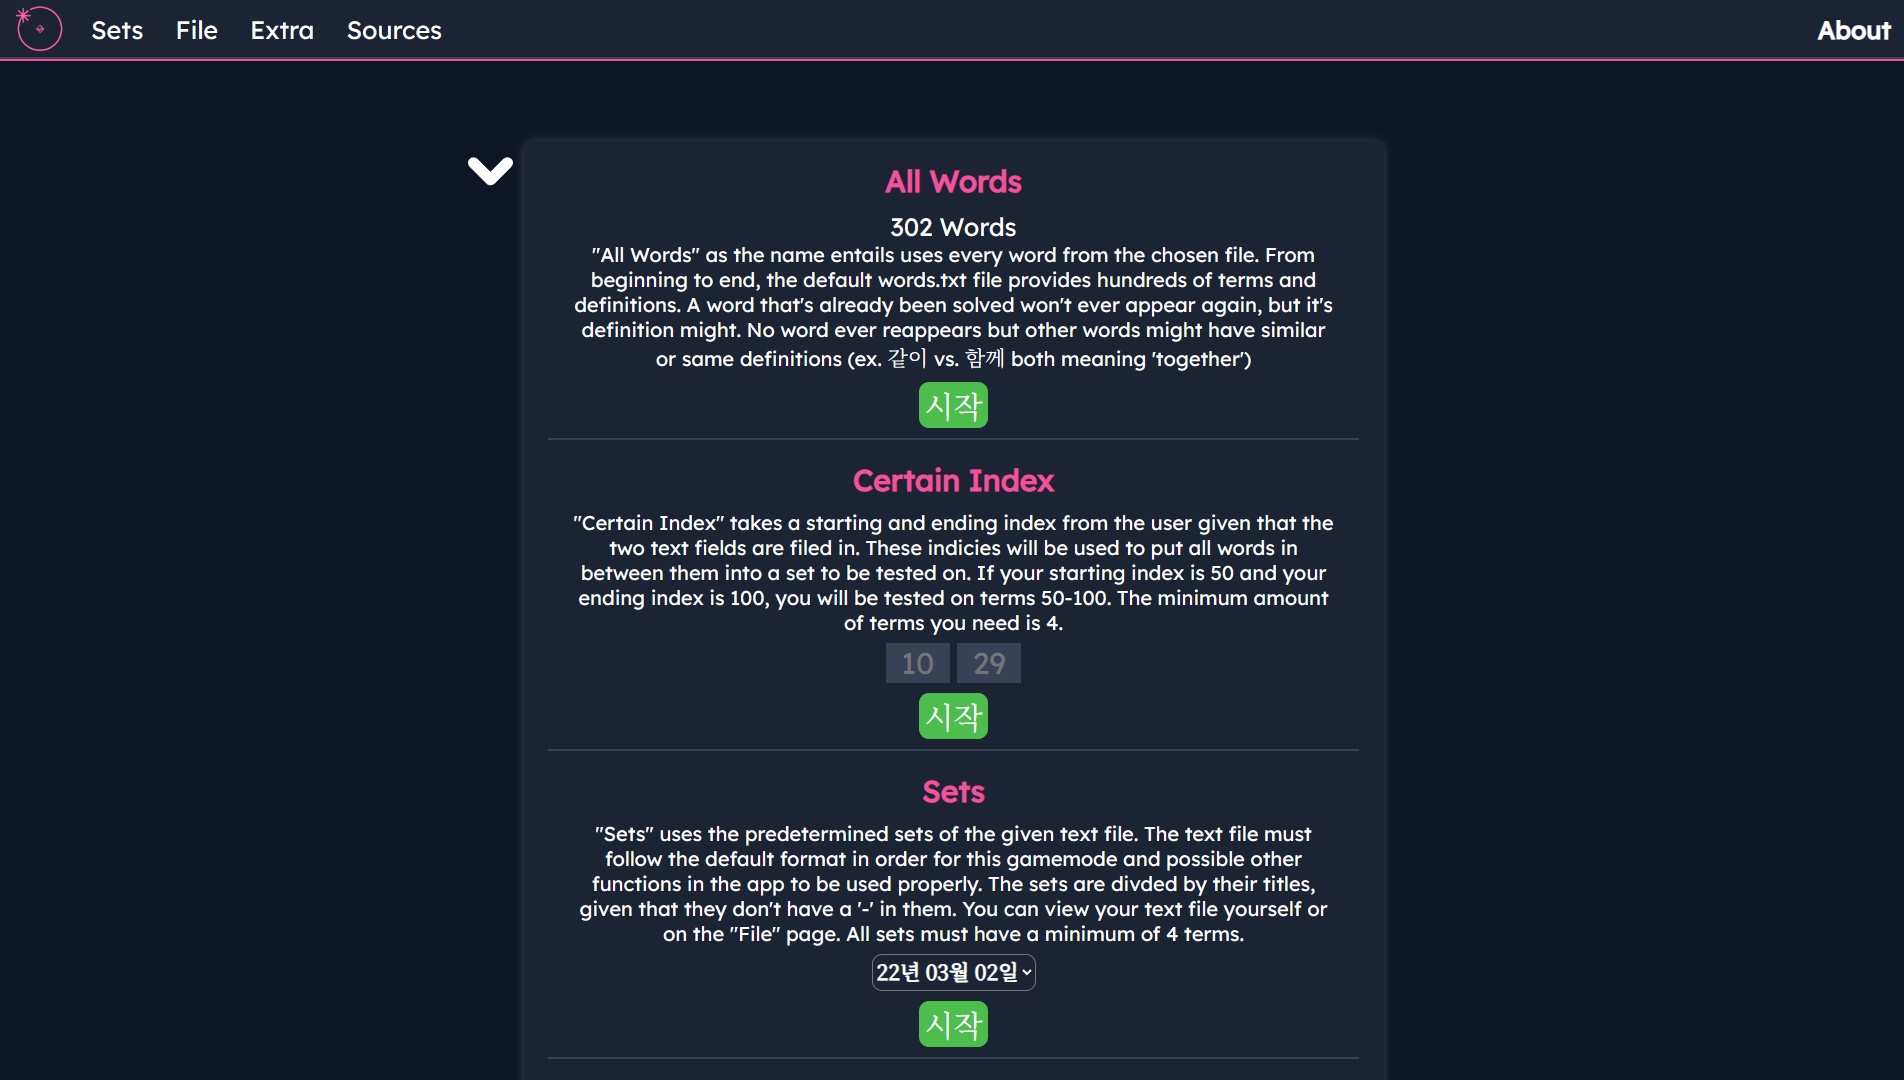 Sets File Extra Sources About
All Words
302 Words
"All Words" as the name entails uses every word from the chosen file. From
beginning to end, the default words.txt file provides hundreds of terms and
definitions. A word that's already been solved won't ever appear again, but it's
definition might. No word ever reappears but other words might have similar
or same definitions (ex. 같이 vs. 함께 both meaning 'together')
시작
Certain Index
"Certain Index" takes a starting and ending index from the user given that the
two text fields are filed in. These indicies will be used to put all words in
between them into a set to be tested on. If your starting index is 50 and your
ending index is 100, you will be tested on terms 50-100. The minimum amount
of terms you need is 4.
10 29
시작
Sets
"Sets" uses the predetermined sets of the given text file. The text file must
follow the default format in order for this gamemode and possible other
functions in the app to be used properly. The sets are divded by their titles,
given that they don't have a '-' in them. You can view your text file yourself or
on the "File" page. All sets must have a minimum of 4 terms.
22년 03월 02일
시작